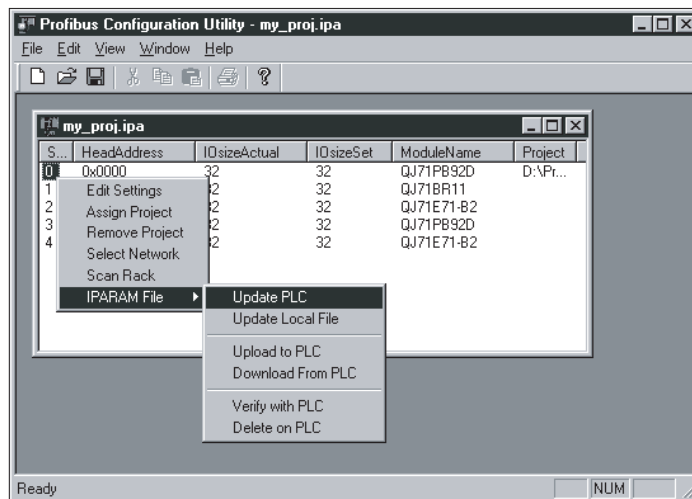 Profibus Configuration Utility - my_proj.ipa
File Edit View Window Help
my_proj.ipa
S... HeadAddress IOsizeActual IOsizeSet ModuleName Project
0 0x0000 32 32 QJ71PB92D D:\Pr...
1 32 QJ71BR11
2 32 QJ71E71-B2
3 32 QJ71PB92D
4 32 QJ71E71-B2
Edit Settings
Assign Project
Remove Project
Select Network
Scan Rack
IPARAM File
Update PLC
Update Local File
Upload to PLC
Download From PLC
Verify with PLC
Delete on PLC
Ready NUM